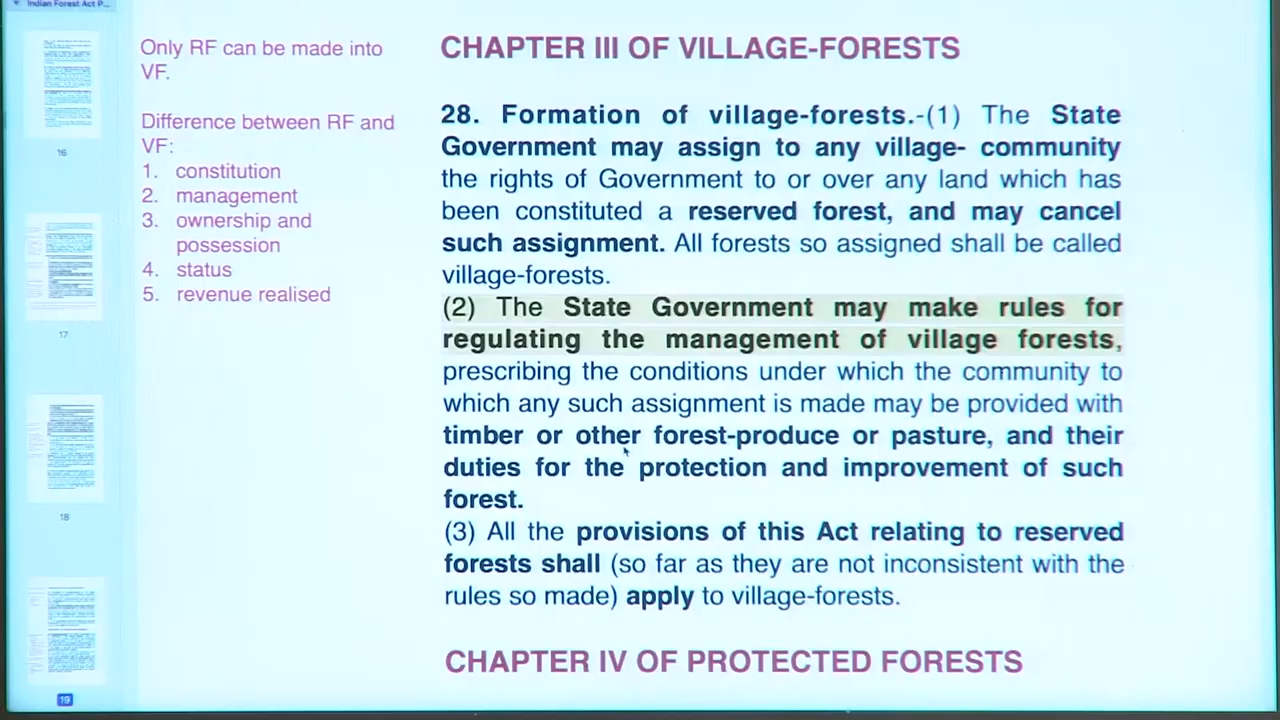 Indian Forest Act P...
16
17
18
19
Only RF can be made into
VF.
Difference between RF and
VF:
1. constitution
2. management
3. ownership and
possession
4. status
5. revenue realised
CHAPTER III OF VILLAGE-FORESTS
28. Formation of village-forests.-(1) The State
Government may assign to any village- community
the rights of Government to or over any land which has
been constituted a reserved forest, and may cancel
such assignment. All forests so assigned shall be called
village-forests.
(2) The State Government may make rules for
regulating the management of village forests,
prescribing the conditions under which the community to
which any such assignment is made may be provided with
timber or other forest-produce or pasture, and their
duties for the protection and improvement of such
forest.
(3) All the provisions of this Act relating to reserved
forests shall (so far as they are not inconsistent with the
rules so made) apply to village-forests.
CHAPTER IV OF PROTECTED FORESTS